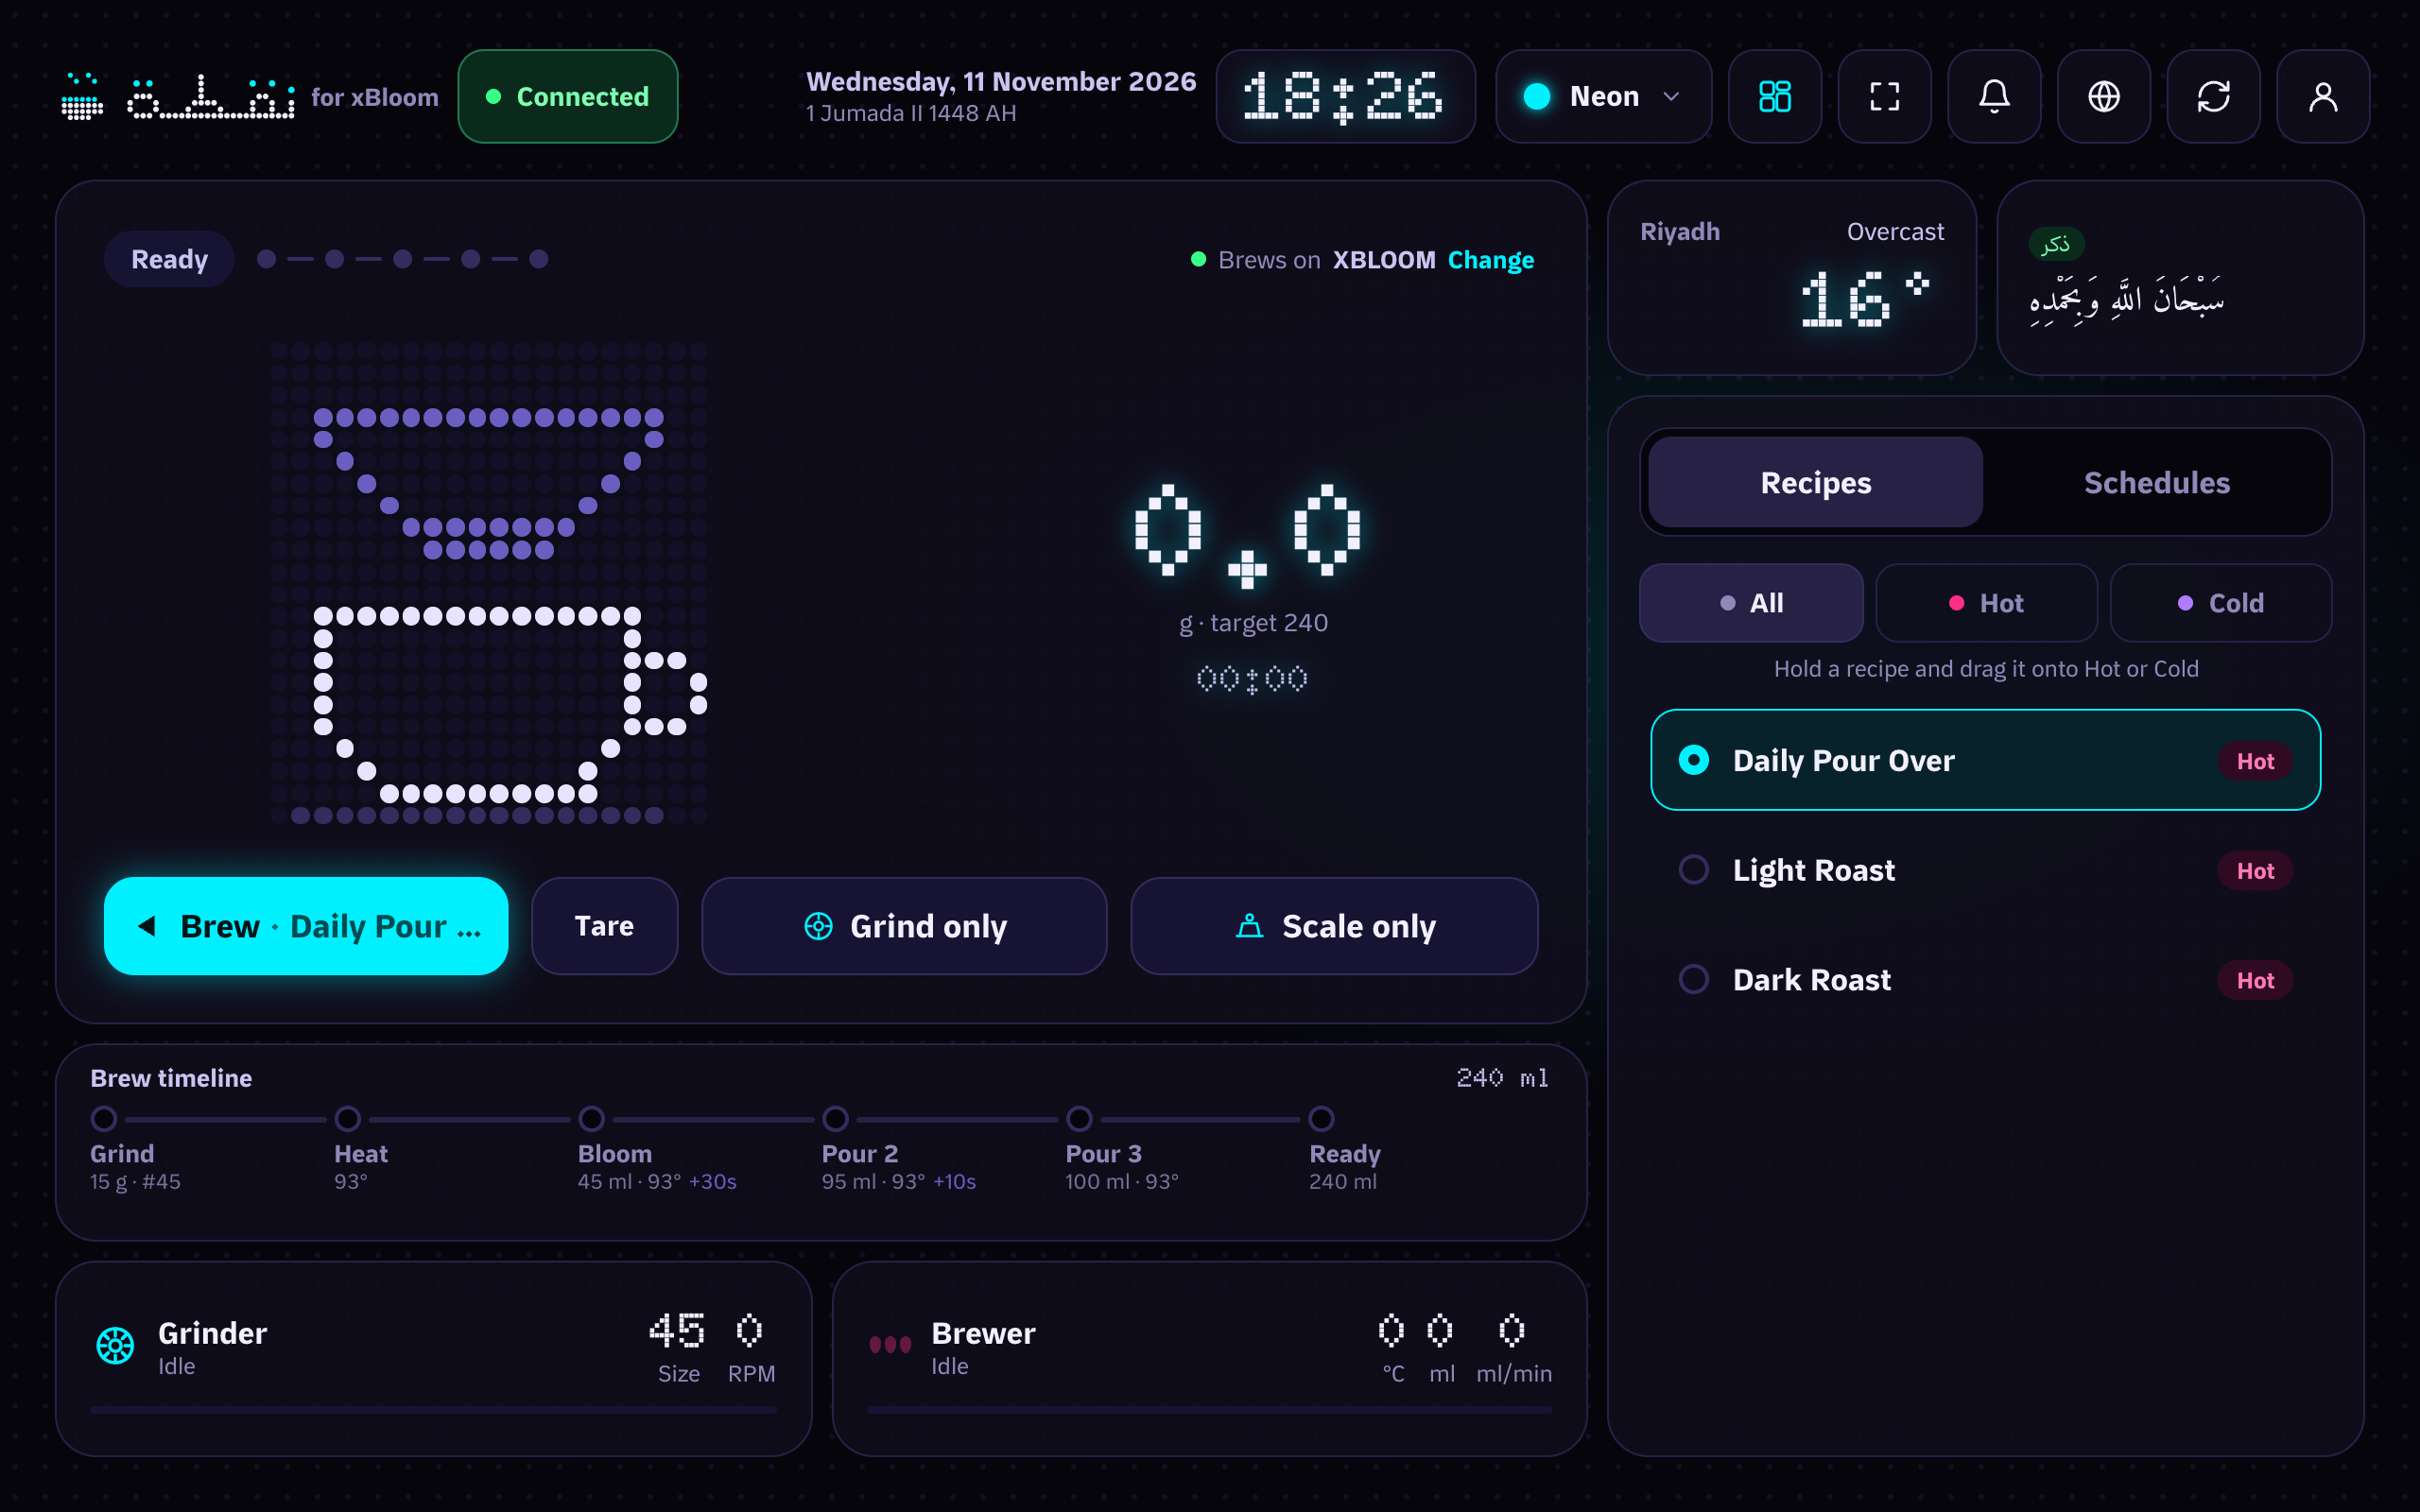 نقطة for xBloom
Connected
Wednesday, 11 November 2026
1 Jumada II 1448 AH
18:26
Neon
Ready
Brews on XBLOOM Change
0.0
g · target 240
00:00
Brew · Daily Pour ...
Tare
Grind only
Scale only
Brew timeline
240 ml
Grind
15 g · #45
Heat
93°
Bloom
45 ml · 93° +30s
Pour 2
95 ml · 93° +10s
Pour 3
100 ml · 93°
Ready
240 ml
Grinder
Idle
45 Size
0 RPM
Brewer
Idle
0 °C
0 ml
0 ml/min
Riyadh
Overcast
16°
ذكر
سُبْحَانَ اللَّهِ وَبِحَمْدِهِ
Recipes
Schedules
All
Hot
Cold
Hold a recipe and drag it onto Hot or Cold
Daily Pour Over
Hot
Light Roast
Hot
Dark Roast
Hot